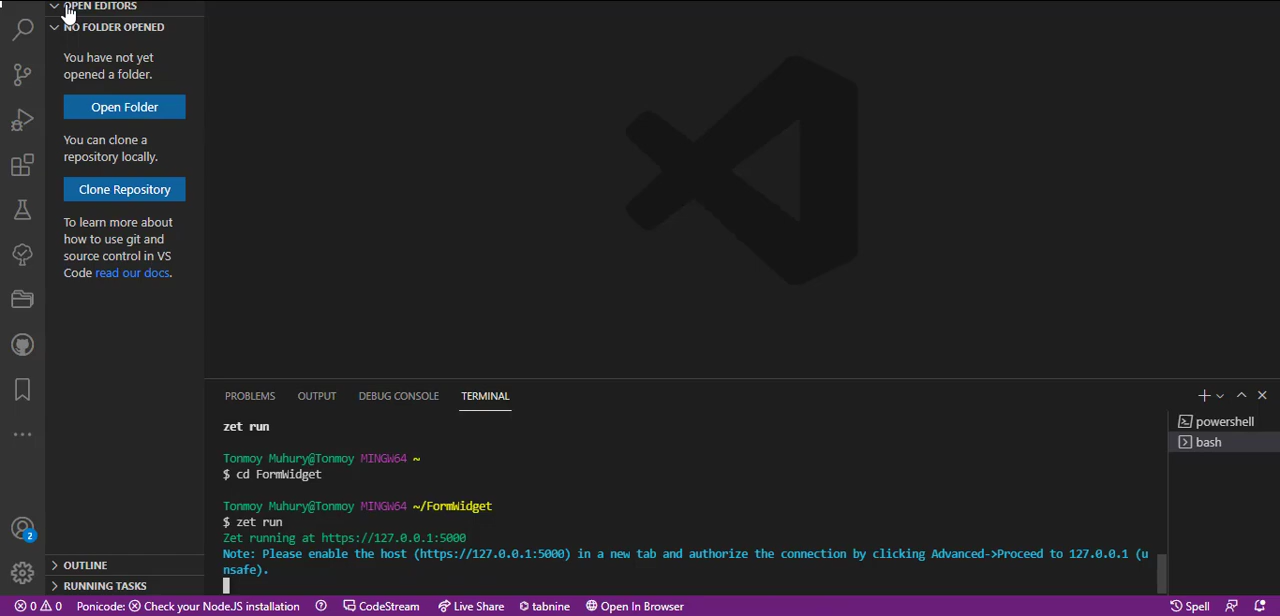 OPEN EDITORS
NO FOLDER OPENED
You have not yet
opened a folder.
Open Folder
You can clone a
repository locally.
Clone Repository
To learn more about
how to use git and
source control in VS
Code read our docs.
OUTLINE
RUNNING TASKS
2
PROBLEMS OUTPUT DEBUG CONSOLE TERMINAL
powershell
bash
zet run
Tonmoy Muhury@Tonmoy MINGW64 ~
$ cd FormWidget
Tonmoy Muhury@Tonmoy MINGW64 ~/FormWidget
$ zet run
Zet running at https://127.0.0.1:5000
Note: Please enable the host (https://127.0.0.1:5000) in a new tab and authorize the connection by clicking Advanced->Proceed to 127.0.0.1 (u
nsafe).
0 0 Ponicode: Check your NodeJS installation CodeStream Live Share tabnine Open In Browser Spell